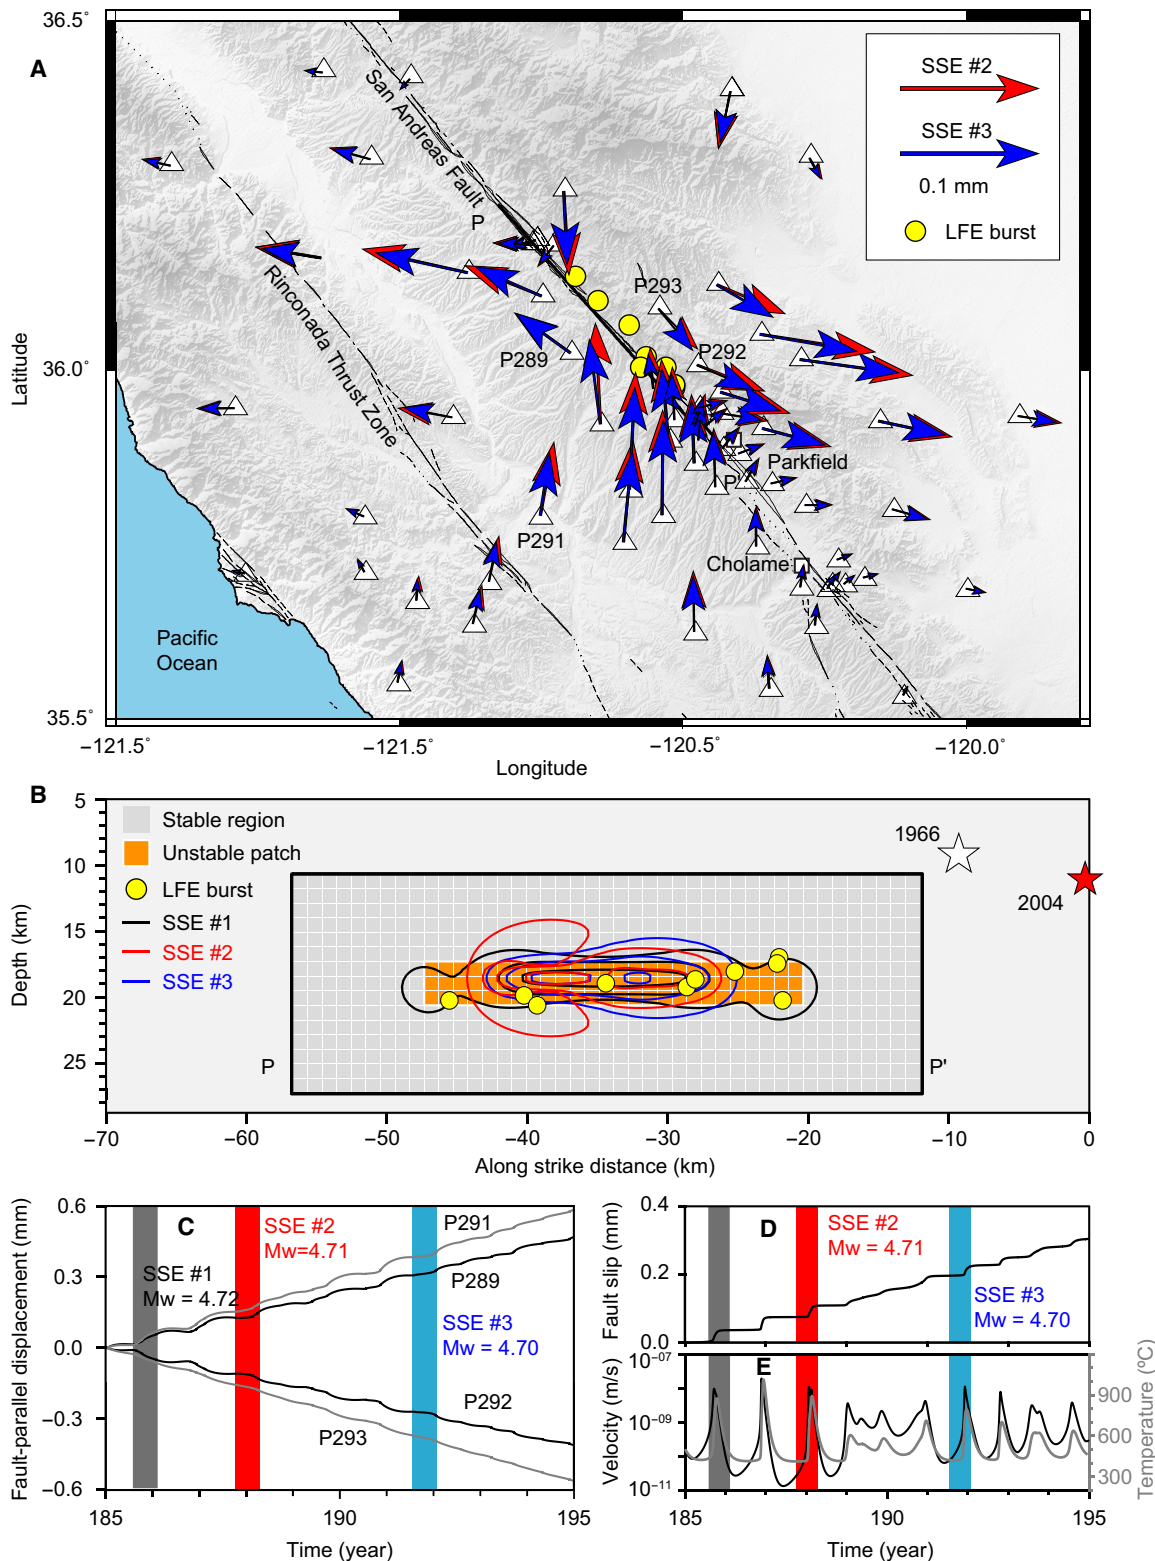 A
36.5°
36.0°
35.5°
Latitude
−121.5°
−121.5°
−120.5°
−120.0°
Longitude
San Andreas Fault
Rinconada Thrust Zone
P
P293
P289
P292
P291
Parkfield
P'
Cholame
Pacific
Ocean
SSE #2
SSE #3
0.1 mm
LFE burst
B
5
10
15
20
25
Depth (km)
Stable region
Unstable patch
LFE burst
SSE #1
SSE #2
SSE #3
1966
2004
P
P'
−70
−60
−50
−40
−30
−20
−10
0
Along strike distance (km)
C
0.6
0.3
0.0
−0.3
−0.6
Fault-parallel displacement (mm)
SSE #1
Mw = 4.72
SSE #2
Mw=4.71
SSE #3
Mw = 4.70
P291
P289
P292
P293
185
190
195
Time (year)
D
0.4
0.2
0.0
Fault slip (mm)
SSE #2
Mw = 4.71
SSE #3
Mw = 4.70
E
10−07
10−09
10−11
Velocity (m/s)
900
600
300
Temperature (ºC)
185
190
195
Time (year)